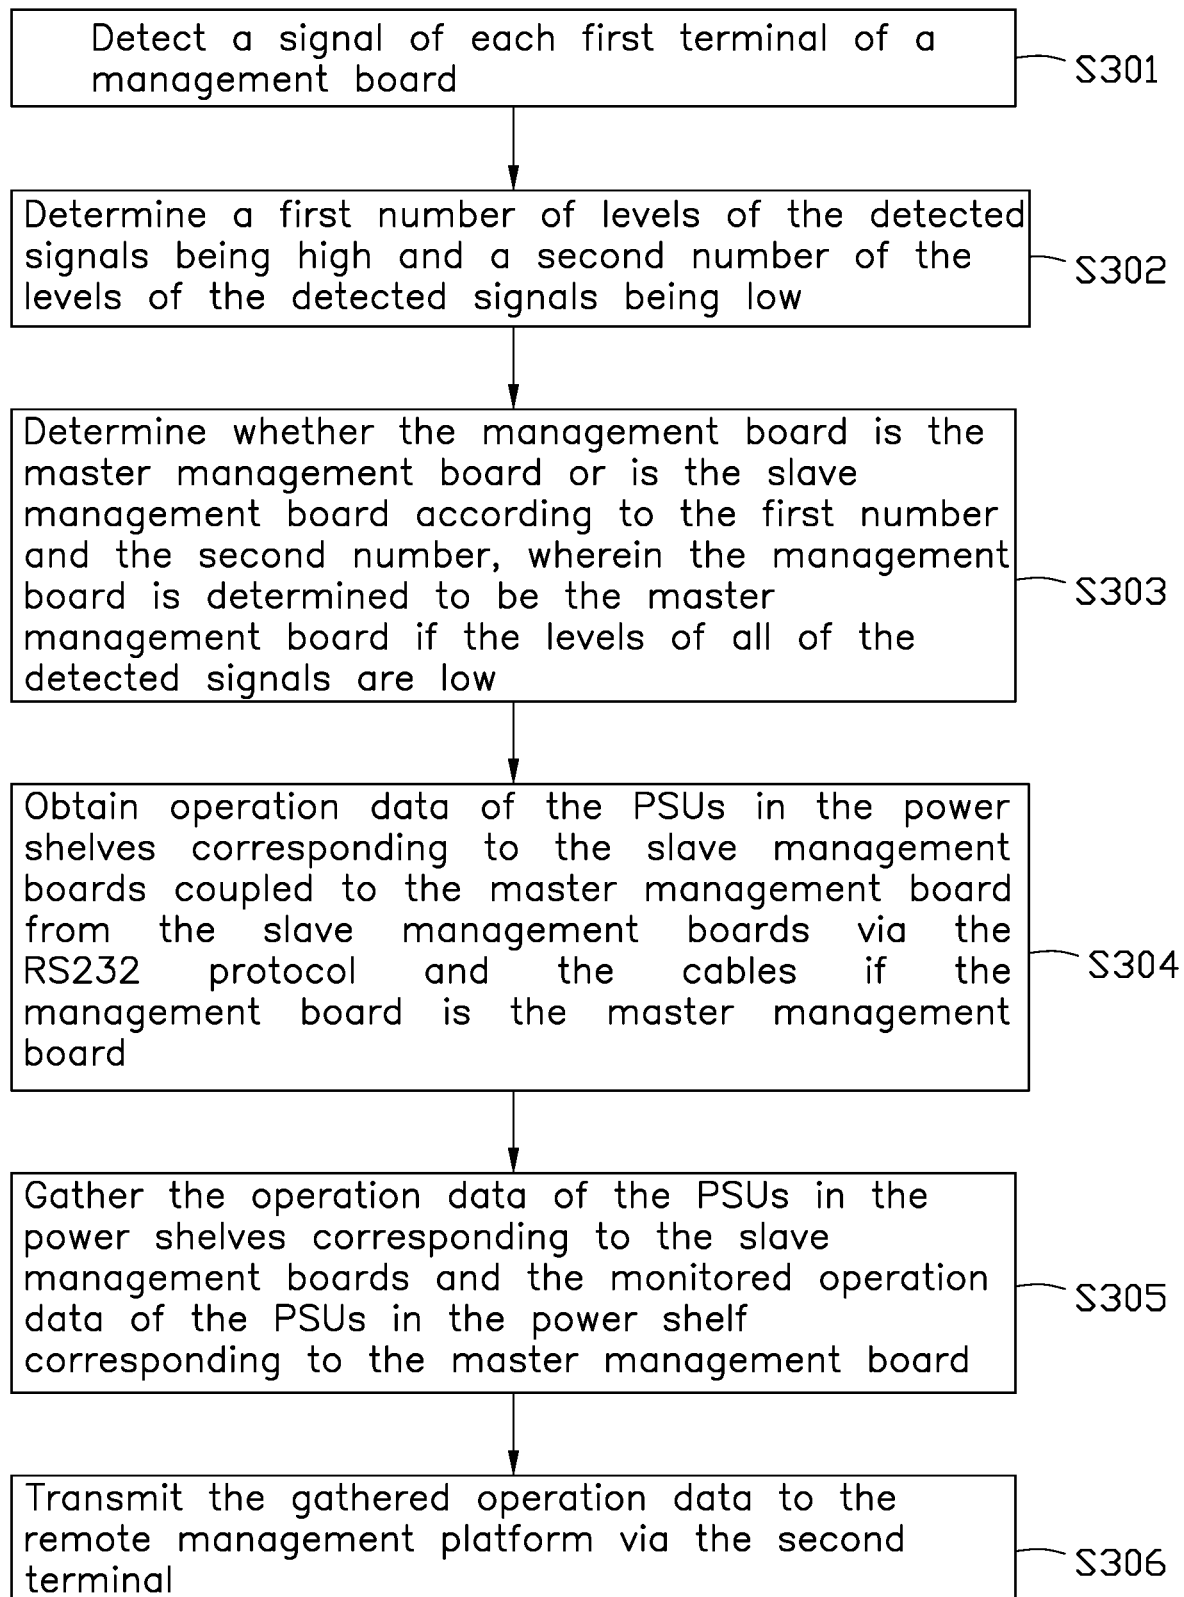 Detect a signal of each first terminal of a
management board
S301
Determine a first number of levels of the detected
signals being high and a second number of the
levels of the detected signals being low
S302
Determine whether the management board is the
master management board or is the slave
management board according to the first number
and the second number, wherein the management
board is determined to be the master
management board if the levels of all of the
detected signals are low
S303
Obtain operation data of the PSUs in the power
shelves corresponding to the slave management
boards coupled to the master management board
from the slave management boards via the
RS232 protocol and the cables if the
management board is the master management
board
S304
Gather the operation data of the PSUs in the
power shelves corresponding to the slave
management boards and the monitored operation
data of the PSUs in the power shelf
corresponding to the master management board
S305
Transmit the gathered operation data to the
remote management platform via the second
terminal
S306